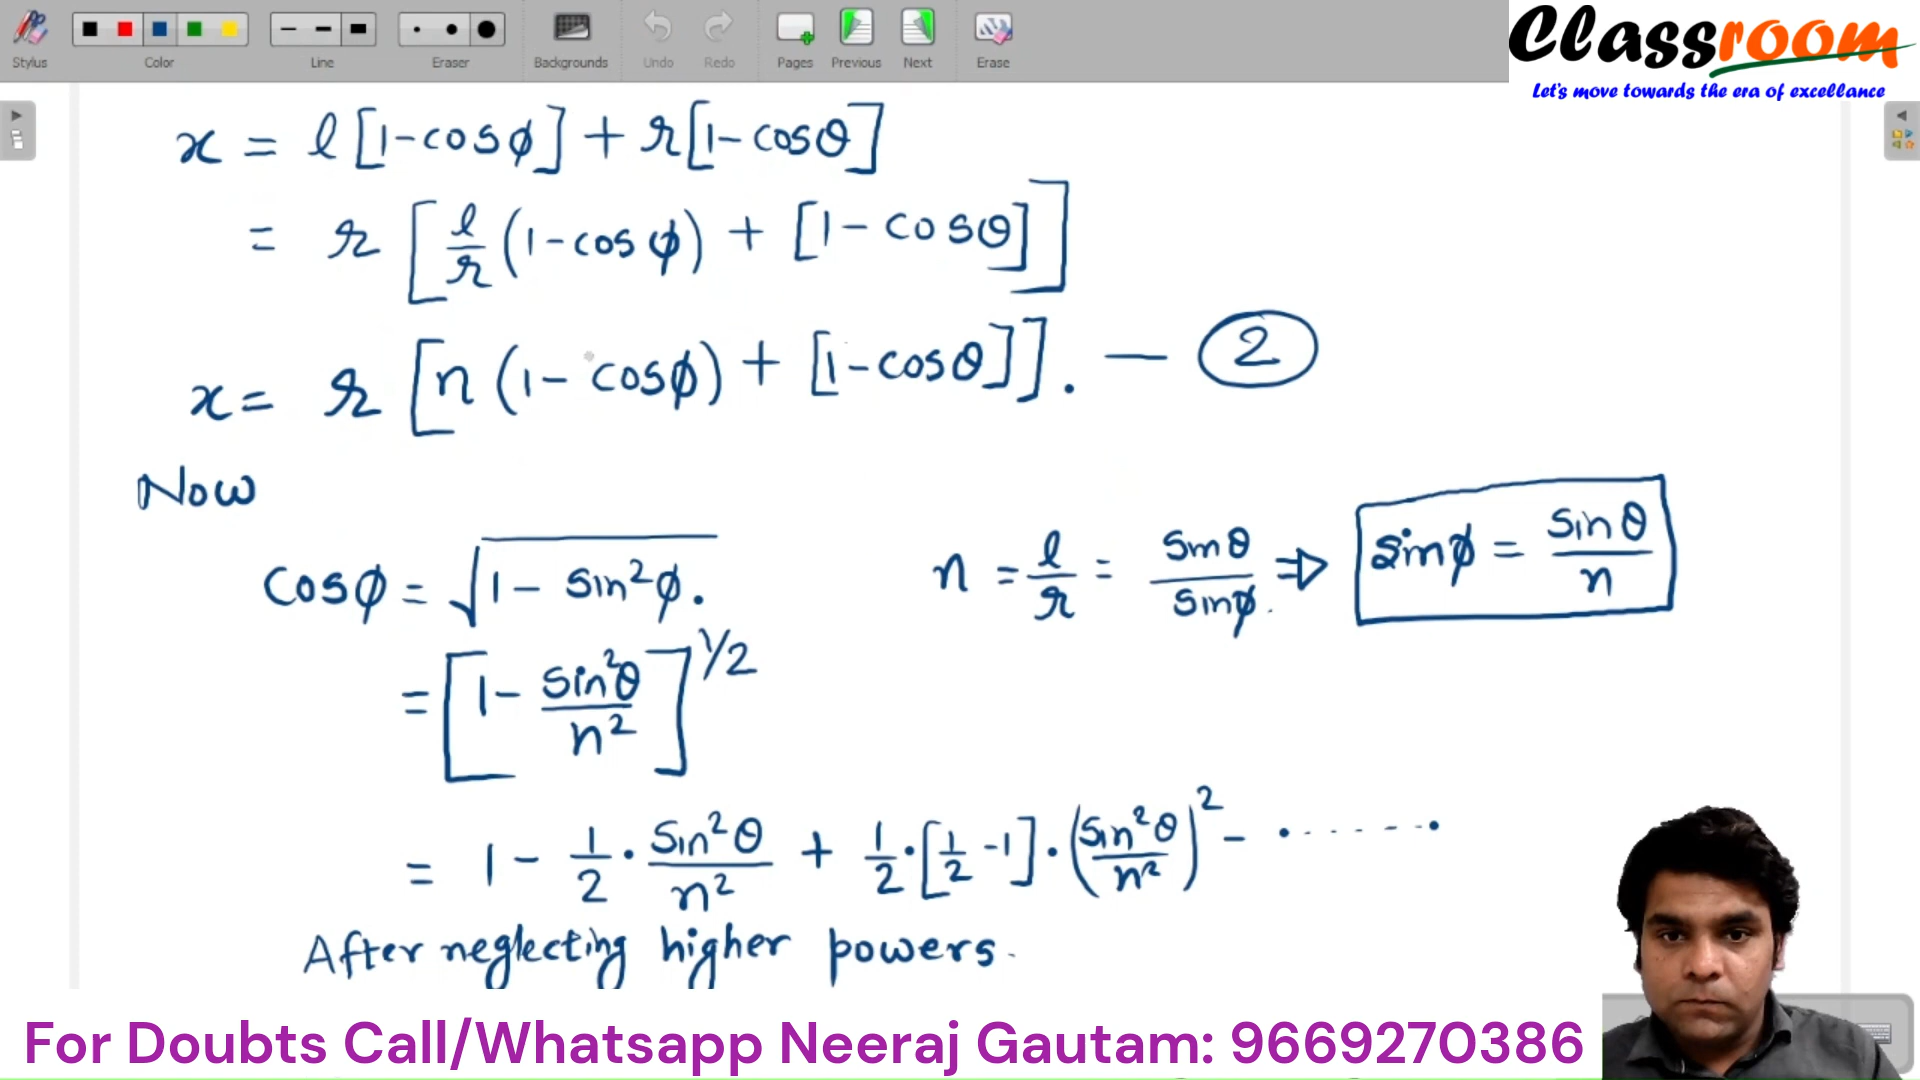 Stylus Color Line Eraser Backgrounds Undo Redo Pages Previous Next Erase
Classroom
Let's move towards the era of excellance
x = l[1-cosϕ] + r[1-cosθ]
= r [l/r (1-cosϕ) + [1-cosθ]]
x = r [n (1-cosϕ) + [1-cosθ]]. — 2
Now
cosϕ = √1 - sin²ϕ.
n = l/r = sinθ/sinϕ. ⇒ sinϕ = sinθ/n
= [1 - sin²θ/n²]^1/2
= 1 - 1/2 · sin²θ/n² + 1/2·[1/2 -1]·(sin²θ/n²)² - ........
After neglecting higher powers.
For Doubts Call/Whatsapp Neeraj Gautam: 9669270386